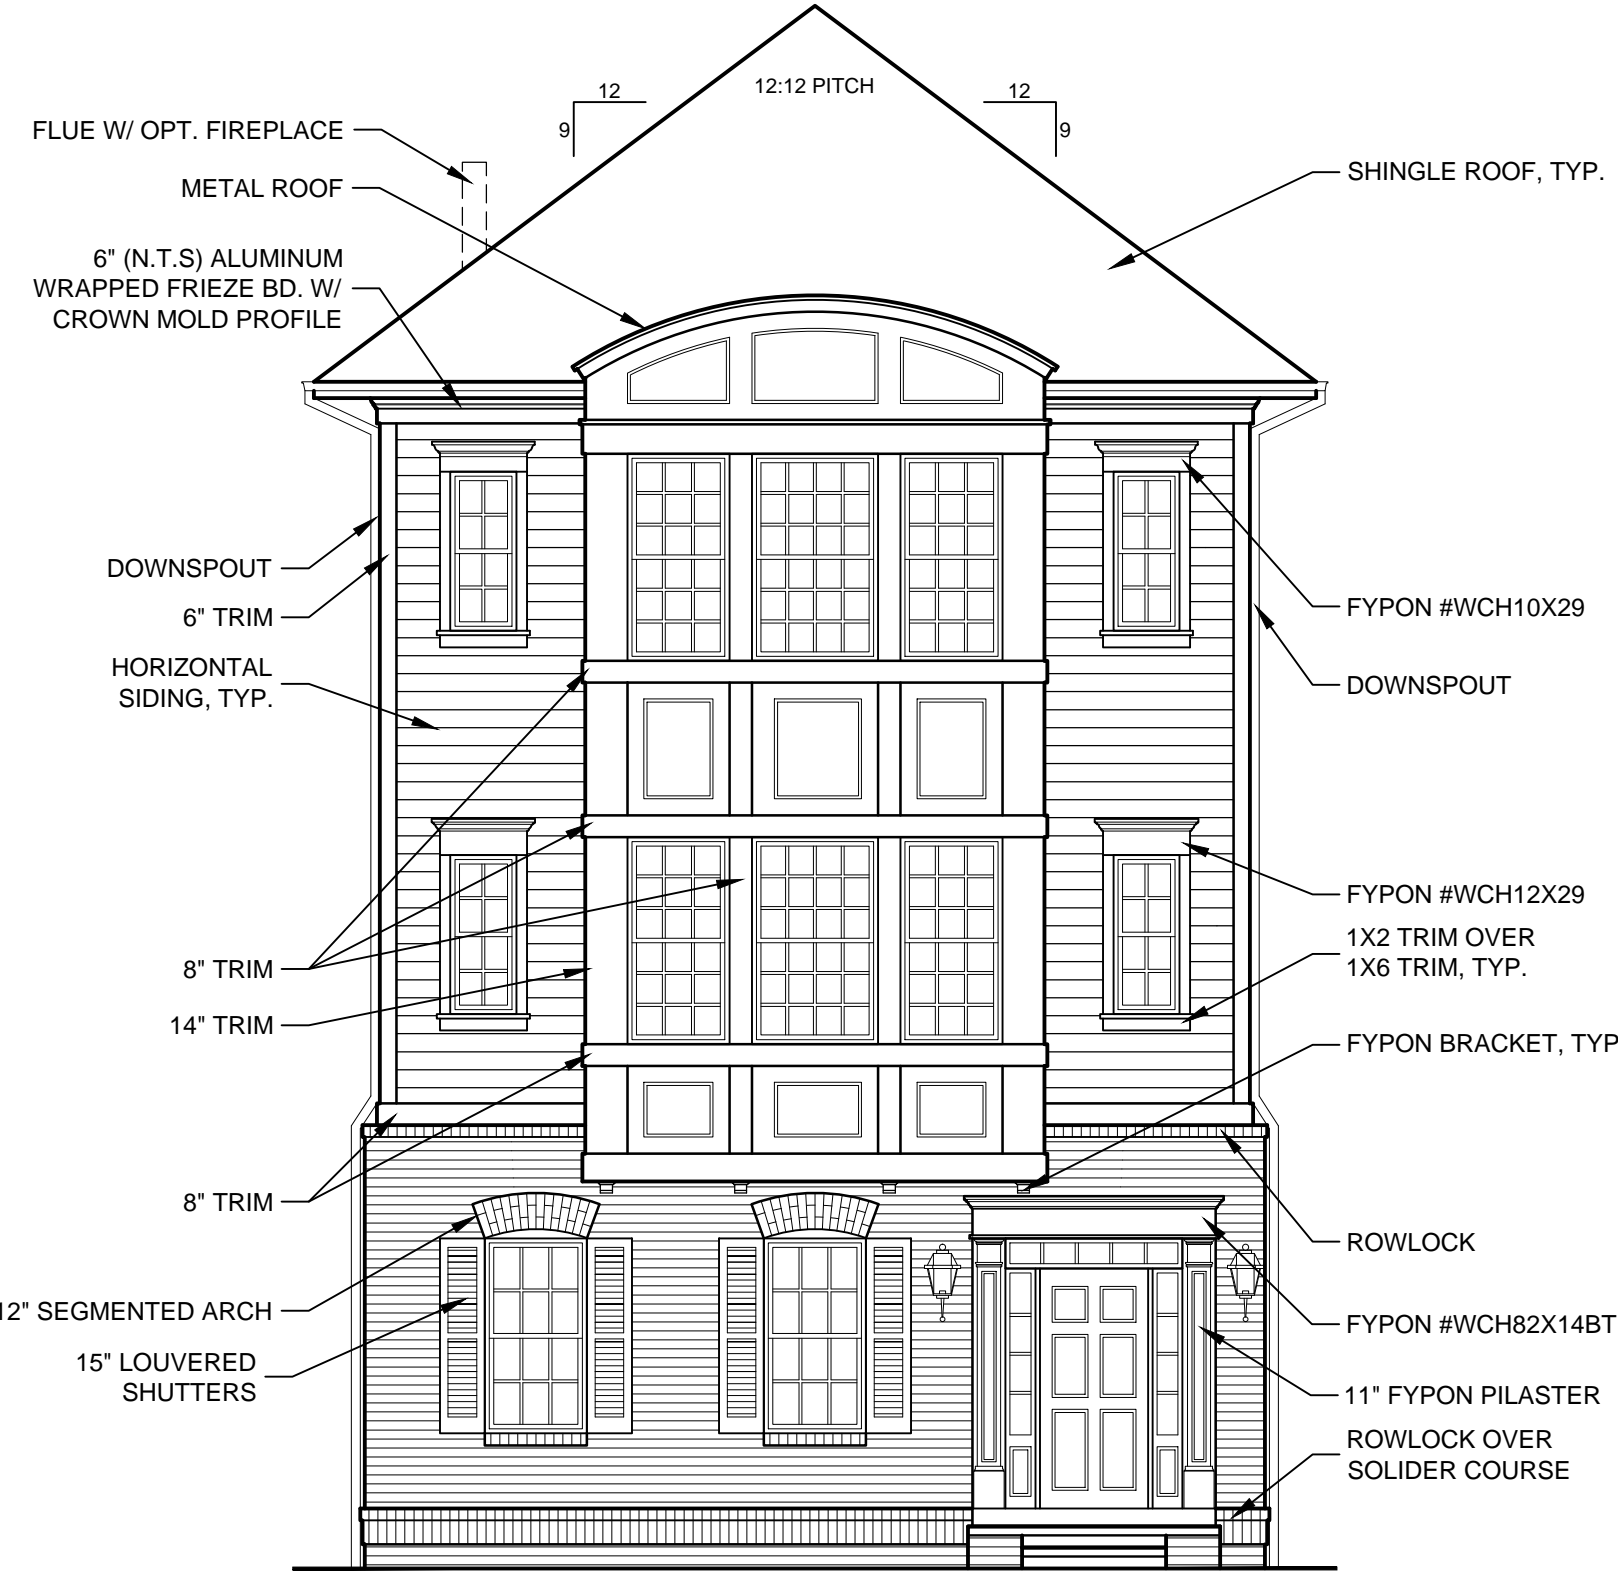 12:12 PITCH
12
9
12
9
FLUE W/ OPT. FIREPLACE
METAL ROOF
6" (N.T.S) ALUMINUM
WRAPPED FRIEZE BD. W/
CROWN MOLD PROFILE
DOWNSPOUT
6" TRIM
HORIZONTAL
SIDING, TYP.
8" TRIM
14" TRIM
8" TRIM
12" SEGMENTED ARCH
15" LOUVERED
SHUTTERS
SHINGLE ROOF, TYP.
FYPON #WCH10X29
DOWNSPOUT
FYPON #WCH12X29
1X2 TRIM OVER
1X6 TRIM, TYP.
FYPON BRACKET, TYP
ROWLOCK
FYPON #WCH82X14BT
11" FYPON PILASTER
ROWLOCK OVER
SOLIDER COURSE